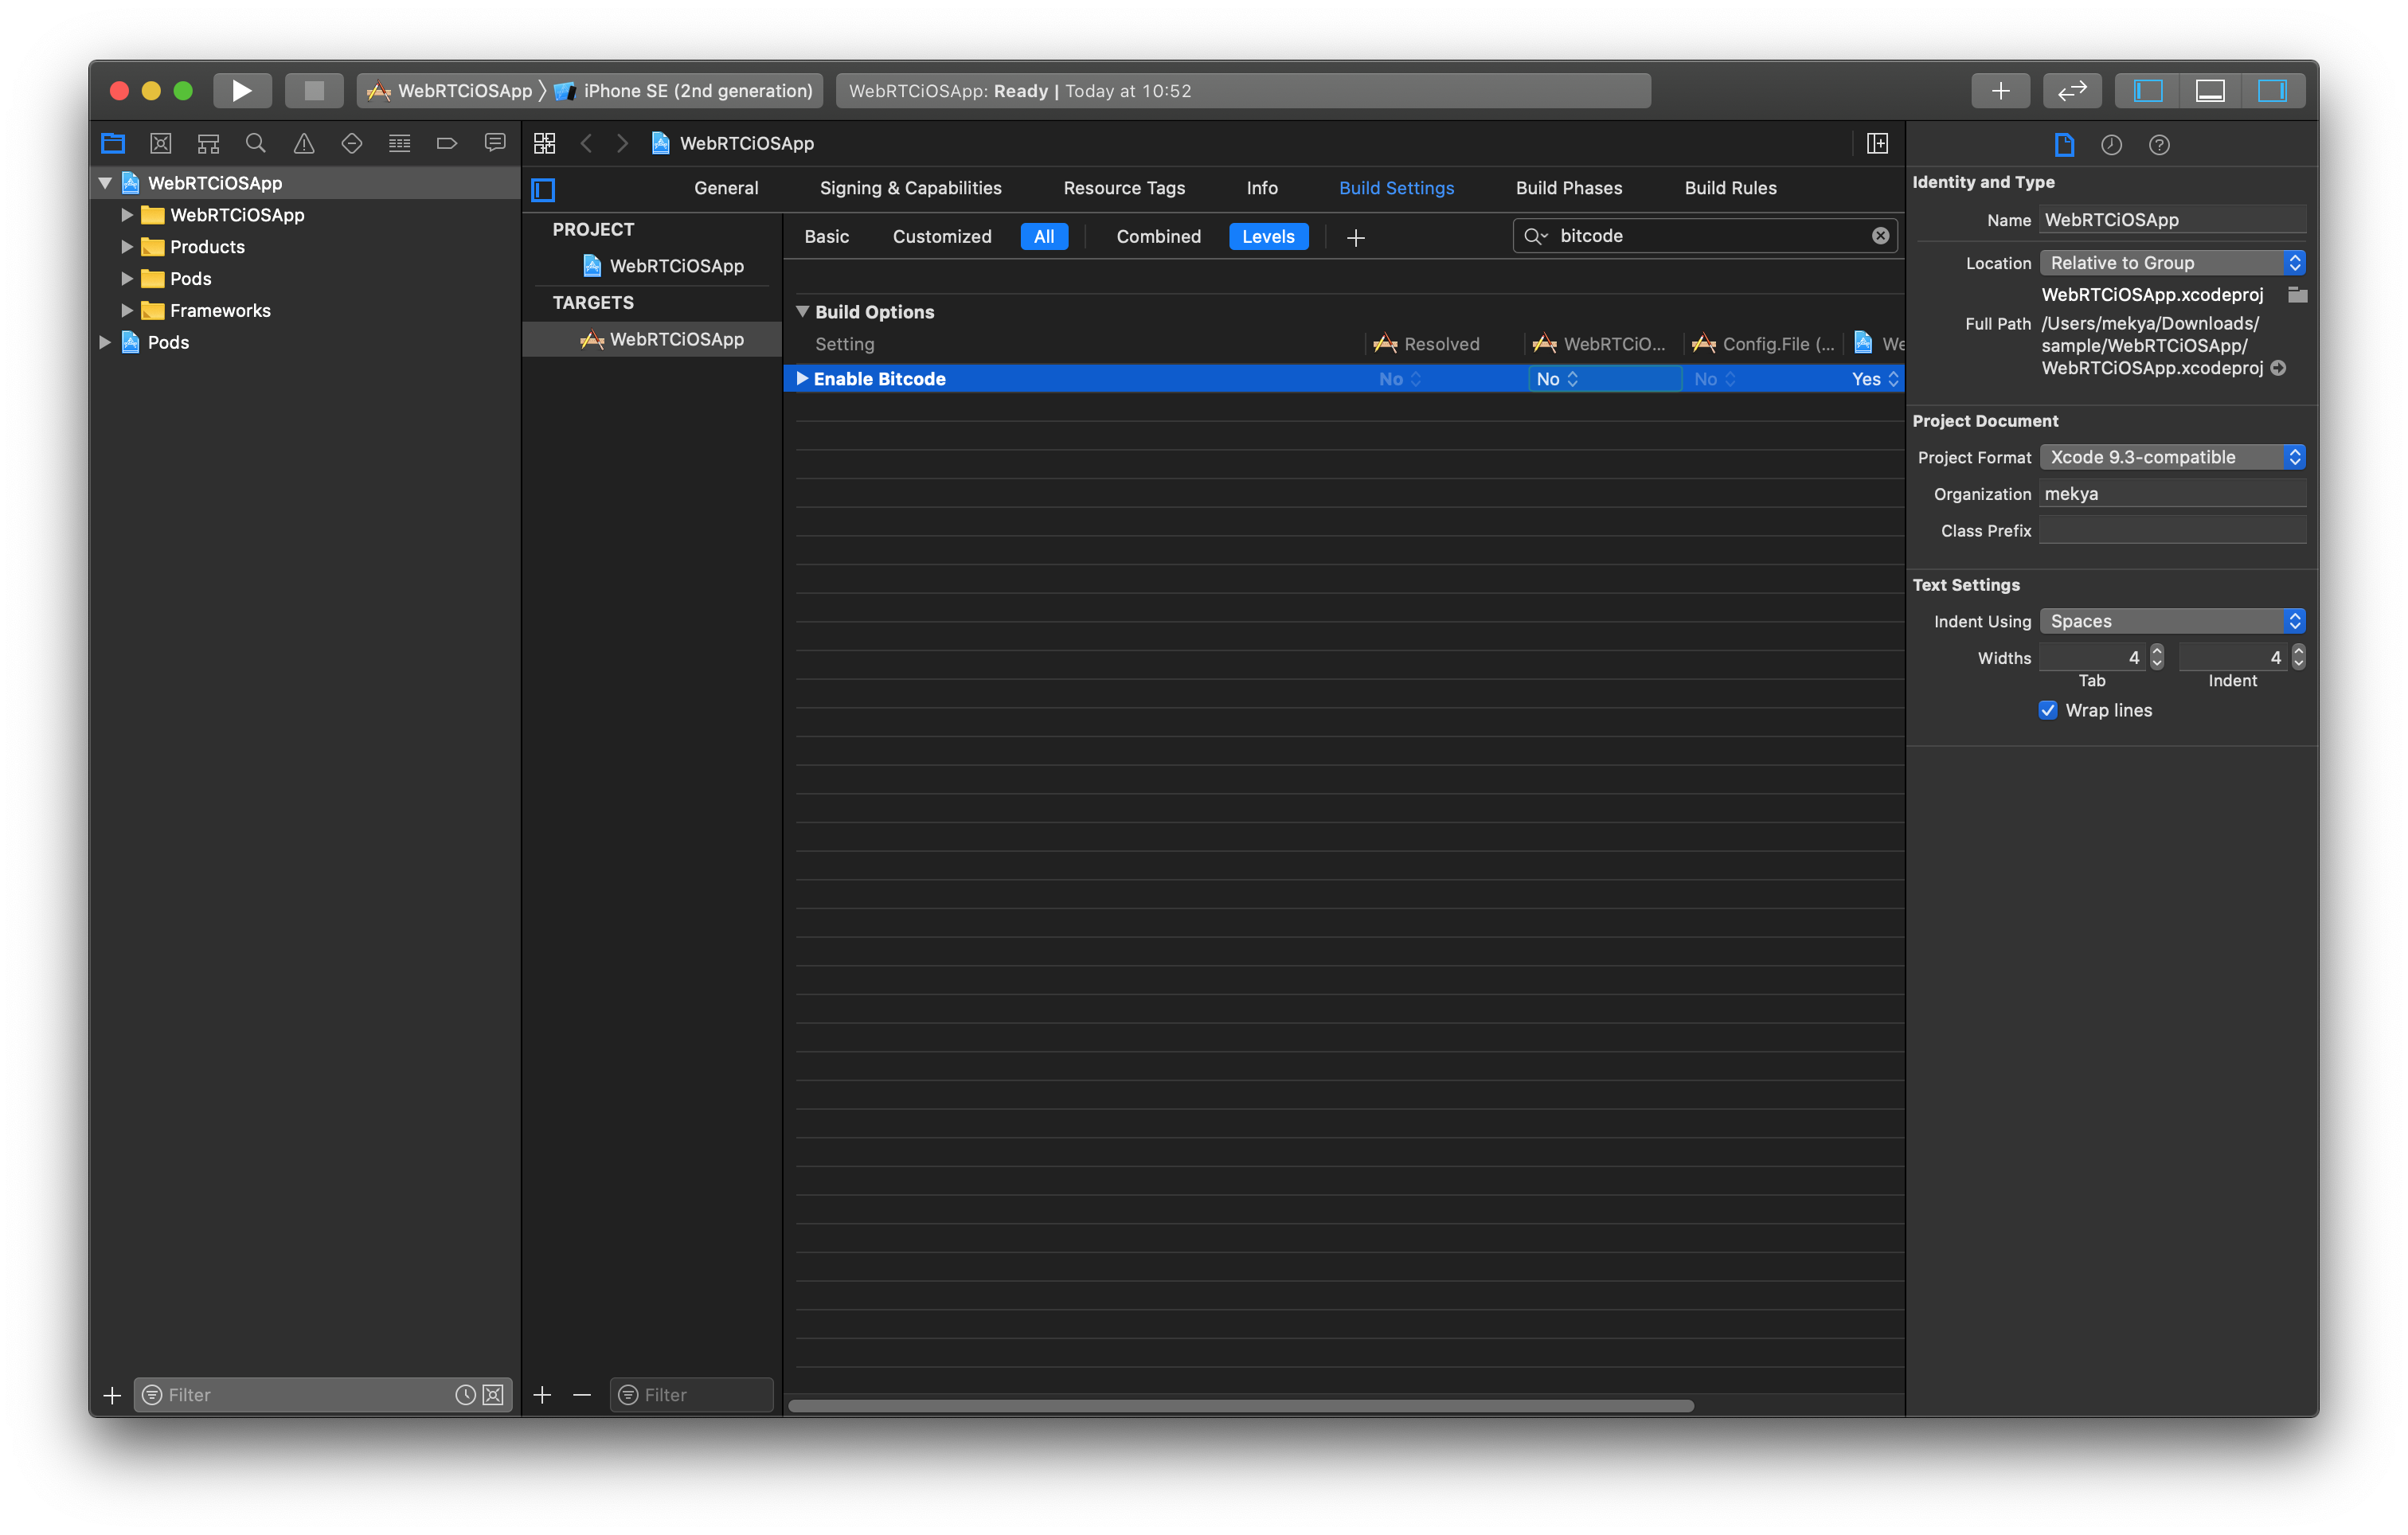 WebRTCiOSApp iPhone SE (2nd generation)
WebRTCiOSApp: Ready | Today at 10:52
WebRTCiOSApp
WebRTCiOSApp
Products
Pods
Frameworks
Pods
Filter
WebRTCiOSApp
General Signing & Capabilities Resource Tags Info Build Settings Build Phases Build Rules
PROJECT
WebRTCiOSApp
TARGETS
WebRTCiOSApp
Filter
Basic Customized All Combined Levels bitcode
Build Options
Setting Resolved WebRTCiO... Config.File (... We
Enable Bitcode No No No Yes
Identity and Type
Name WebRTCiOSApp
Location Relative to Group
WebRTCiOSApp.xcodeproj
Full Path /Users/mekya/Downloads/
sample/WebRTCiOSApp/
WebRTCiOSApp.xcodeproj
Project Document
Project Format Xcode 9.3-compatible
Organization mekya
Class Prefix
Text Settings
Indent Using Spaces
Widths 4 4
Tab Indent
Wrap lines